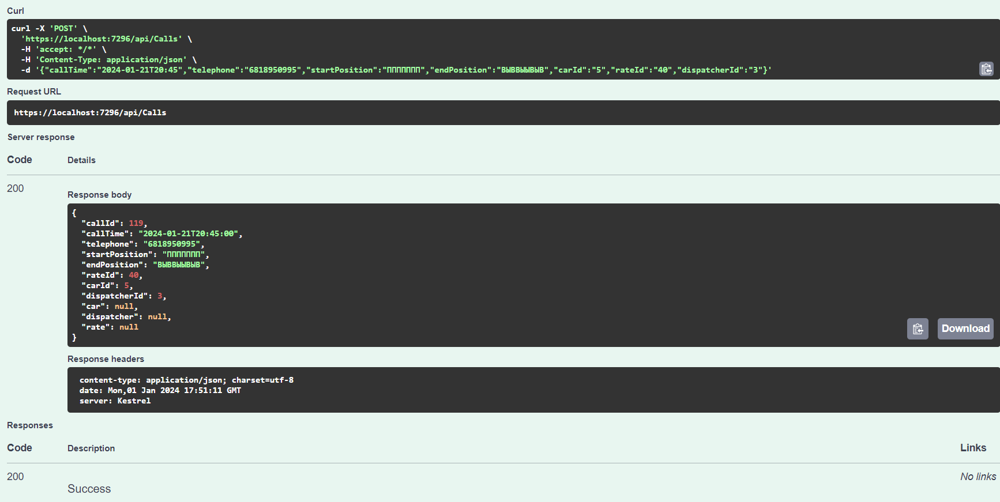 Curl
curl -X 'POST' \
'https://localhost:7296/api/Calls' \
-H 'accept: */*' \
-H 'Content-Type: application/json' \
-d '{"callTime":"2024-01-21T20:45","telephone":"6818950995","startPosition":"ППППППП","endPosition":"ВЫВВЫЫВЫВ","carId":"5","rateId":"40","dispatcherId":"3"}'
Request URL
https://localhost:7296/api/Calls
Server response
Code Details
200
Response body
{
"callId": 119,
"callTime": "2024-01-21T20:45:00",
"telephone": "6818950995",
"startPosition": "ППППППП",
"endPosition": "ВЫВВЫЫВЫВ",
"rateId": 40,
"carId": 5,
"dispatcherId": 3,
"car": null,
"dispatcher": null,
"rate": null
}
Download
Response headers
content-type: application/json; charset=utf-8
date: Mon,01 Jan 2024 17:51:11 GMT
server: Kestrel
Responses
Code Description Links
200 No links
Success